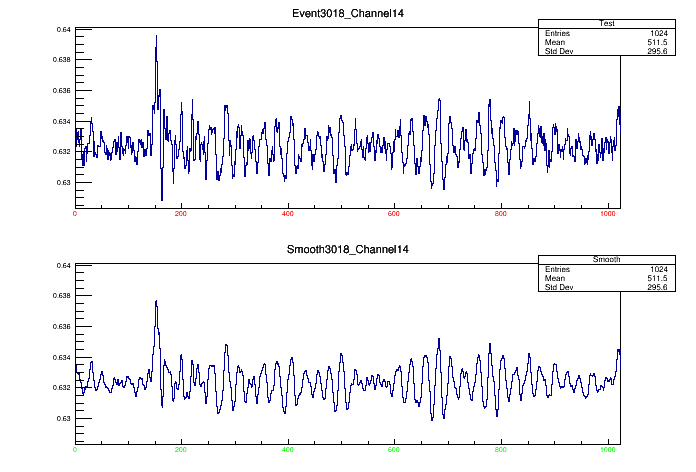 Event3018_Channel14
Test
Entries 1024
Mean 511.5
Std Dev 295.6
0.64
0.638
0.636
0.634
0.632
0.63
0 200 400 600 800 1000
Smooth3018_Channel14
Smooth
Entries 1024
Mean 511.5
Std Dev 295.6
0.64
0.638
0.636
0.634
0.632
0.63
0 200 400 600 800 1000